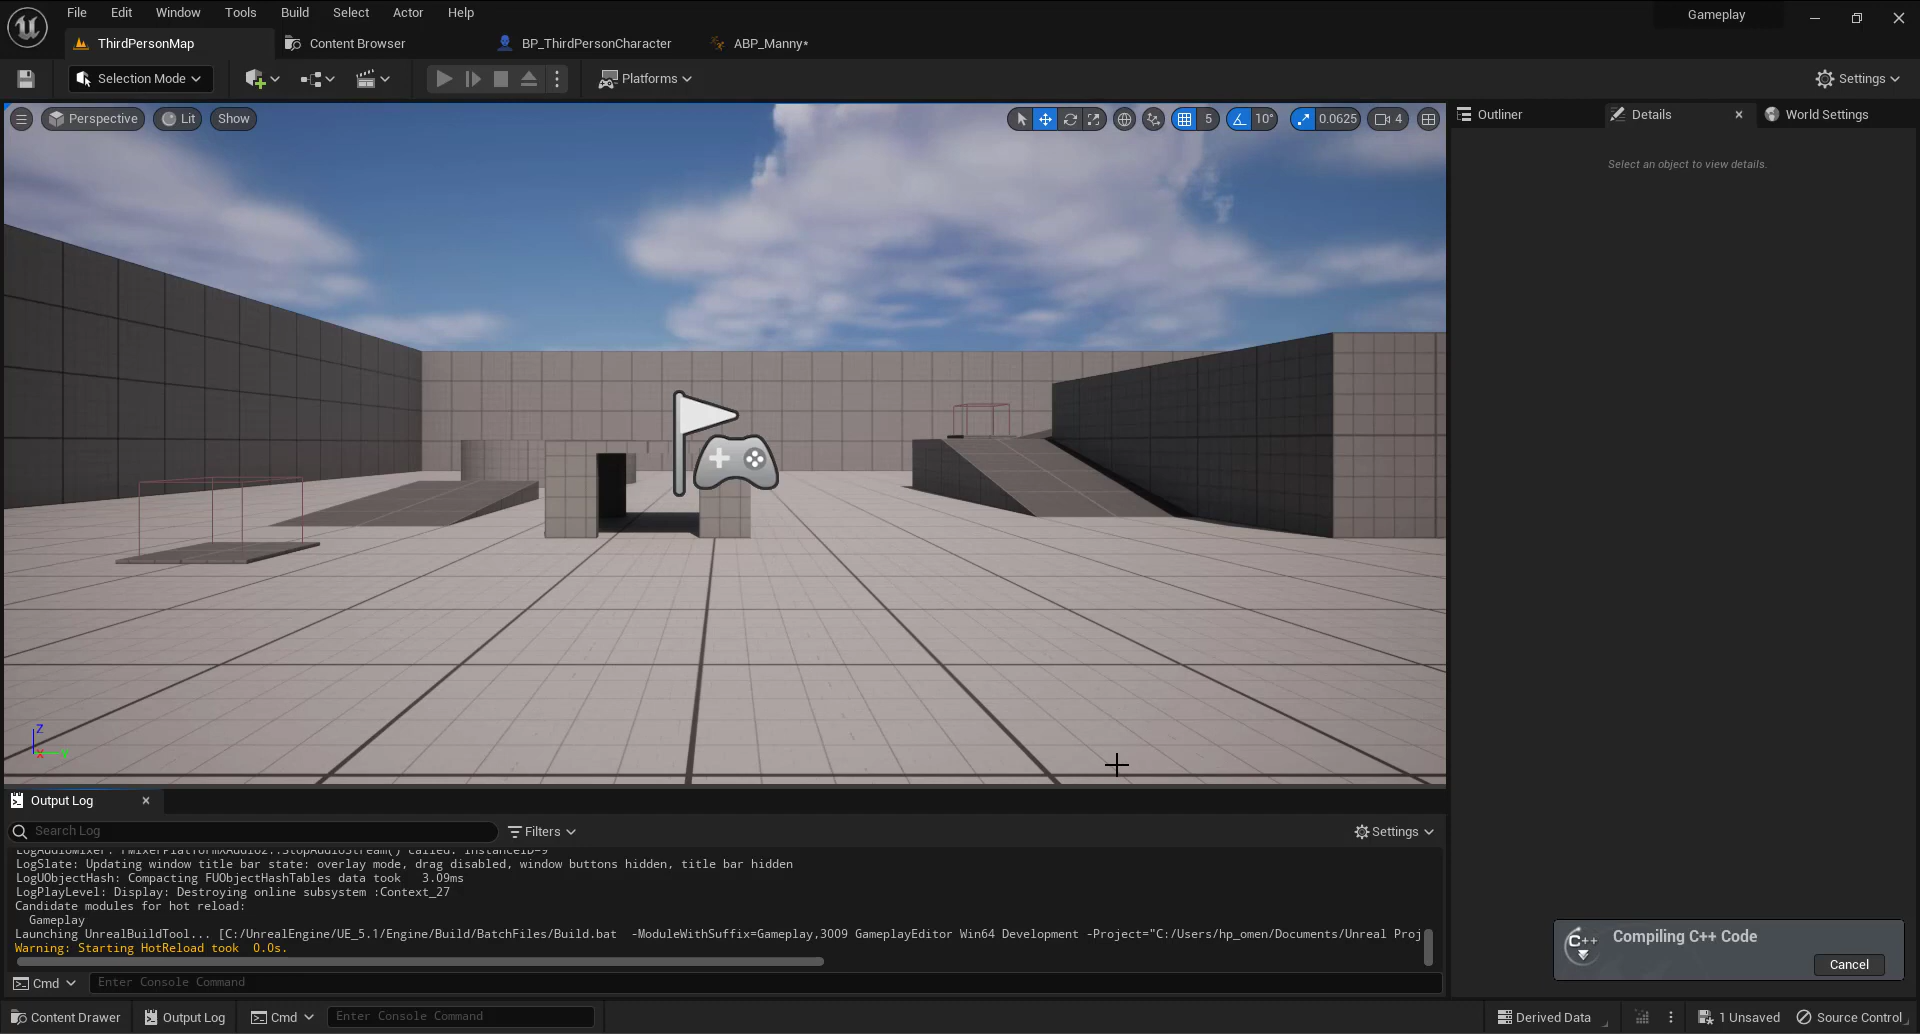 File Edit Window Tools Build Select Actor Help
Gameplay
ThirdPersonMap
Content Browser
BP_ThirdPersonCharacter
ABP_Manny*
Selection Mode
Platforms
Settings
Perspective
Lit
Show
5
10°
0.0625
4
Outliner
Details
World Settings
Select an object to view details.
Z
X
Y
Output Log
Search Log
Filters
Settings
LogSlate: Updating window title bar state: overlay mode, drag disabled, window buttons hidden, title bar hidden
LogUObjectHash: Compacting FUObjectHashTables data took 3.09ms
LogPlayLevel: Display: Destroying online subsystem :Context_27
Candidate modules for hot reload:
Gameplay
Launching UnrealBuildTool... [C:/UnrealEngine/UE_5.1/Engine/Build/BatchFiles/Build.bat -ModuleWithSuffix=Gameplay,3009 GameplayEditor Win64 Development -Project="C:/Users/hp_omen/Documents/Unreal Proj
Warning: Starting HotReload took 0.0s.
Cmd
Enter Console Command
C++
Compiling C++ Code
Cancel
Content Drawer
Output Log
Cmd
Enter Console Command
Derived Data
1 Unsaved
Source Control